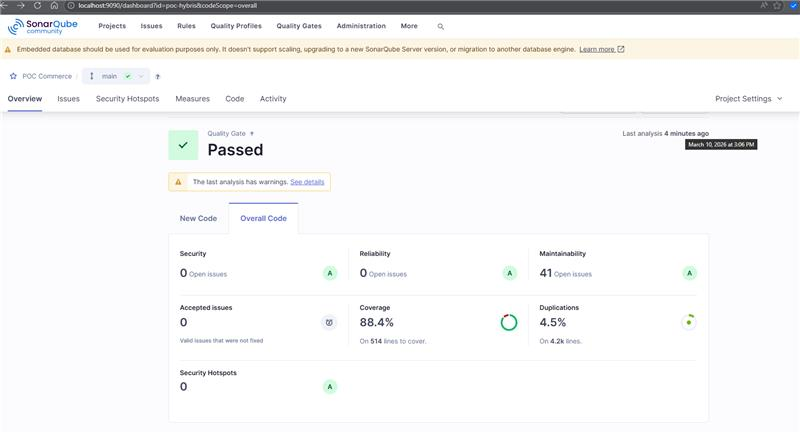 localhost:9090/dashboard?id=poc-hybris&codeScope=overall
SonarQube community
Projects Issues Rules Quality Profiles Quality Gates Administration More
Embedded database should be used for evaluation purposes only. It doesn't support scaling, upgrading to a new SonarQube Server version, or migration to another database engine. Learn more
POC Commerce / main ?
Overview Issues Security Hotspots Measures Code Activity Project Settings
Quality Gate
Passed
Last analysis 4 minutes ago
March 10, 2026 at 3:06 PM
The last analysis has warnings. See details
New Code Overall Code
Security Reliability Maintainability
0 Open issues A 0 Open issues A 41 Open issues A
Accepted issues Coverage Duplications
0 88.4% 4.5%
Valid issues that were not fixed On 514 lines to cover. On 4.2k lines.
Security Hotspots
0 A